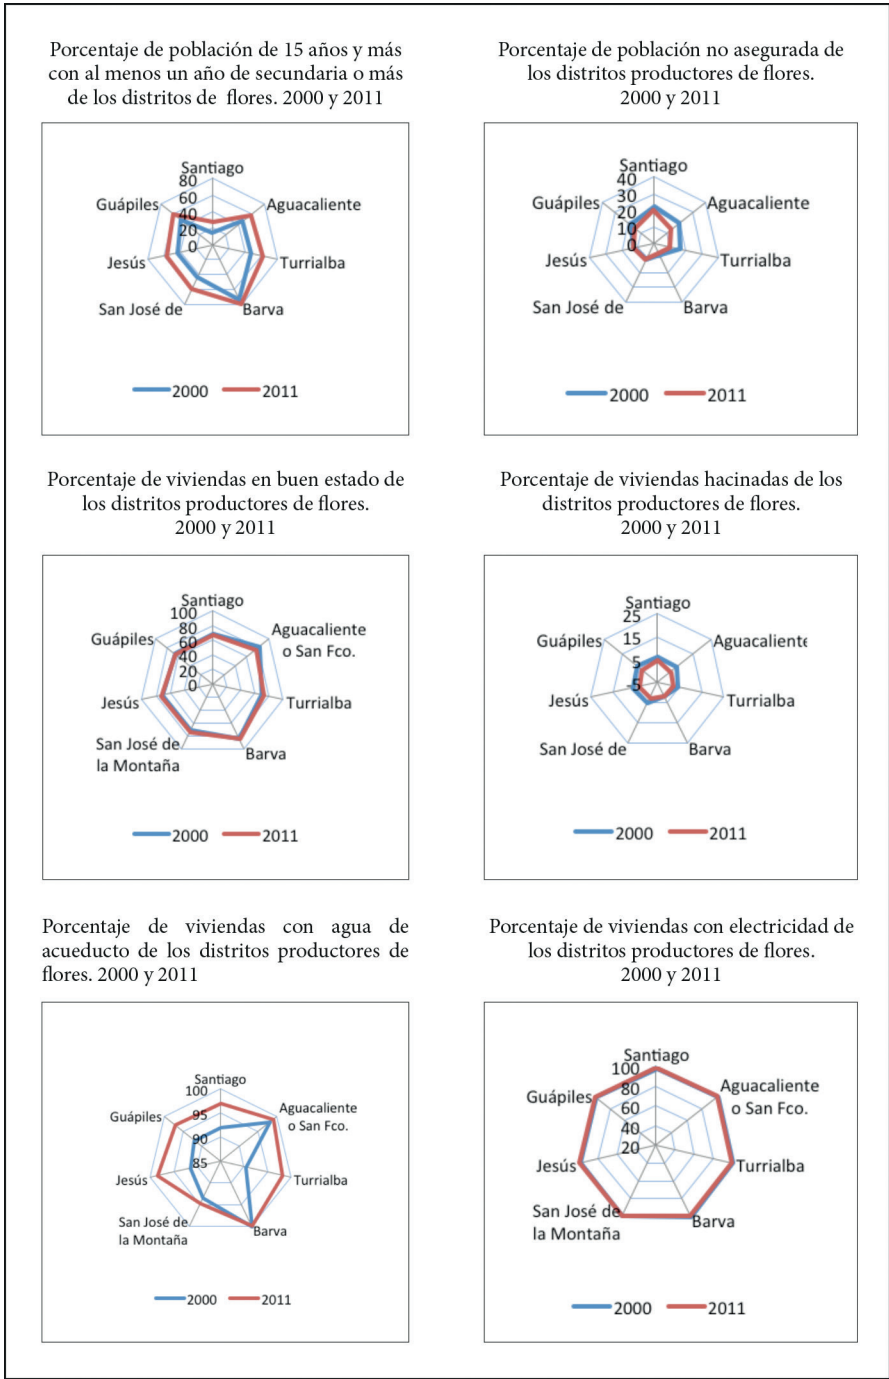 Porcentaje de población de 15 años y más
con al menos un año de secundaria o más
de los distritos de flores. 2000 y 2011
Santiago
80
60
40
20
0
Guápiles
Aguacaliente
Jesús
Turrialba
San José de
Barva
2000
2011
Porcentaje de población no asegurada de
los distritos productores de flores.
2000 y 2011
Santiago
40
30
20
10
0
Guápiles
Aguacaliente
Jesús
Turrialba
San José de
Barva
2000
2011
Porcentaje de viviendas en buen estado de
los distritos productores de flores.
2000 y 2011
Santiago
100
80
60
40
20
0
Guápiles
Aguacaliente
o San Fco.
Jesús
Turrialba
San José de
la Montaña
Barva
2000
2011
Porcentaje de viviendas hacinadas de los
distritos productores de flores.
2000 y 2011
Santiago
25
15
5
-5
Guápiles
Aguacaliente
Jesús
Turrialba
San José de
Barva
2000
2011
Porcentaje de viviendas con agua de
acueducto de los distritos productores de
flores. 2000 y 2011
Santiago
100
95
90
85
Guápiles
Aguacaliente
o San Fco.
Jesús
Turrialba
San José de
la Montaña
Barva
2000
2011
Porcentaje de viviendas con electricidad de
los distritos productores de flores.
2000 y 2011
Santiago
100
80
60
40
20
Guápiles
Aguacaliente
o San Fco.
Jesús
Turrialba
San José de
la Montaña
Barva
2000
2011